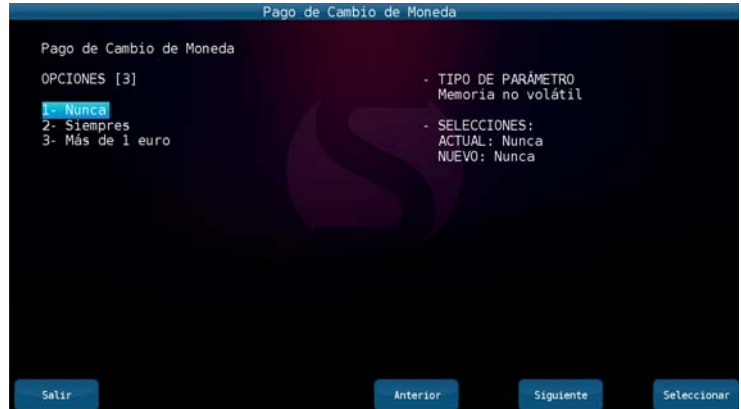 Pago de Cambio de Moneda
Pago de Cambio de Moneda
OPCIONES [3]
1- Nunca
2- Siempres
3- Más de 1 euro
- TIPO DE PARÁMETRO
Memoria no volátil
- SELECCIONES:
ACTUAL: Nunca
NUEVO: Nunca
Salir
Anterior
Siguiente
Seleccionar